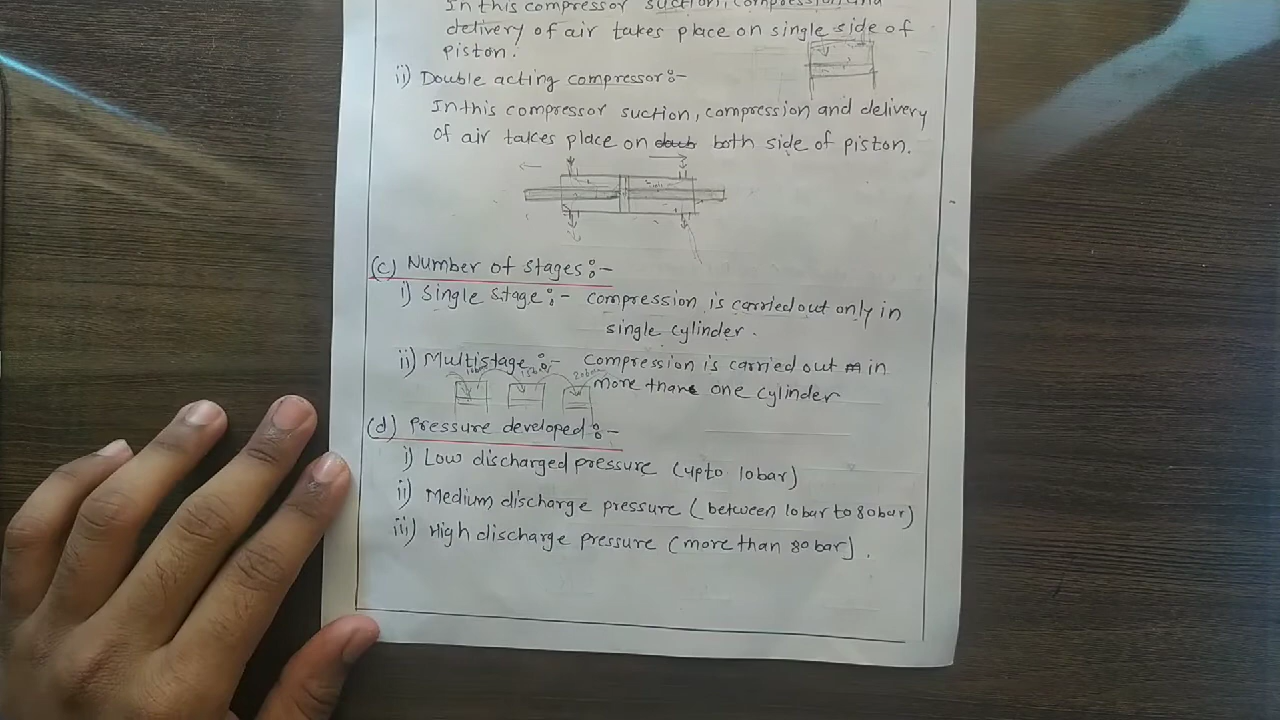 In this compressor suction, compression and
delivery of air takes place on single side of
piston.
ii) Double acting compressor:-
In this compressor suction, compression and delivery
of air takes place on both side of piston.
(c) Number of stages:-
i) Single stage:- compression is carried out only in
single cylinder.
ii) Multistage:- compression is carried out in
more than one cylinder
(d) Pressure developed:-
i) Low discharged pressure (upto 10bar)
ii) Medium discharge pressure (between 10bar to 80bar)
iii) High discharge pressure (more than 80 bar).